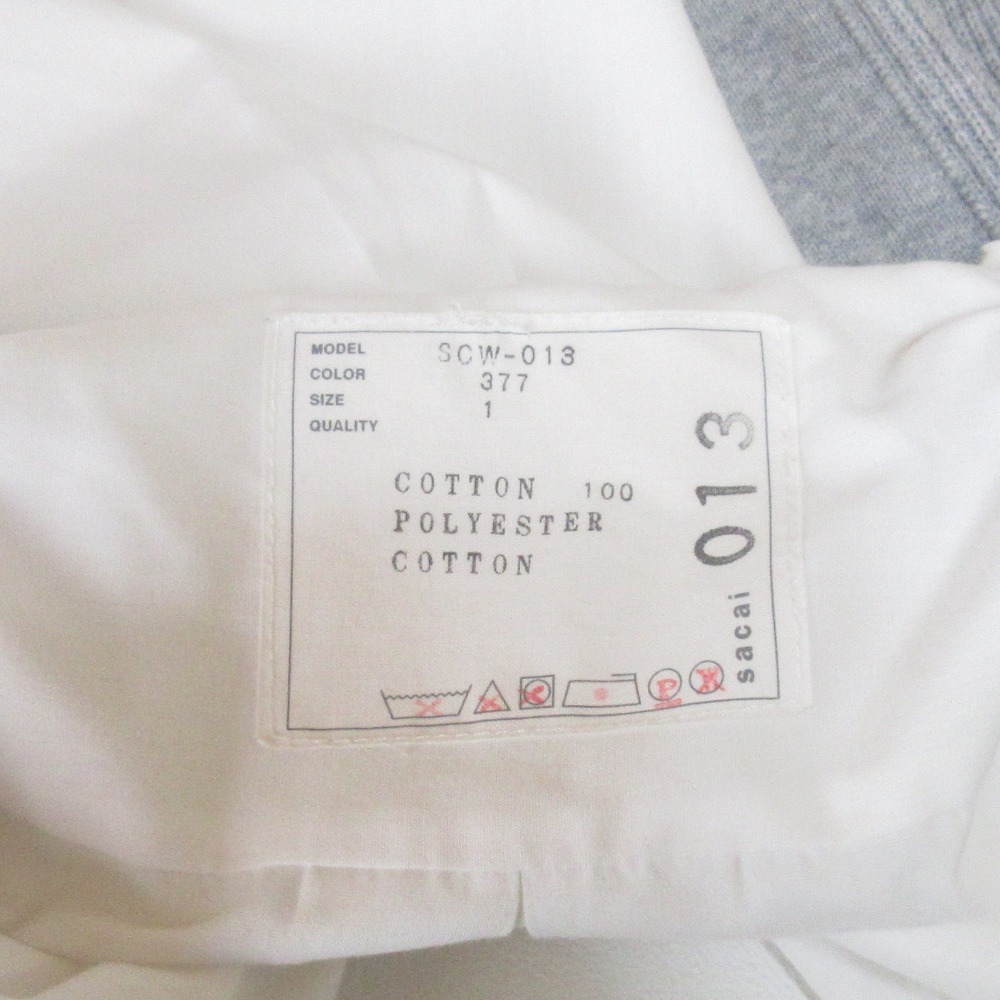 MODEL SCW-013
COLOR 377
SIZE 1
QUALITY
COTTON 100
POLYESTER
COTTON
sacai 013
P